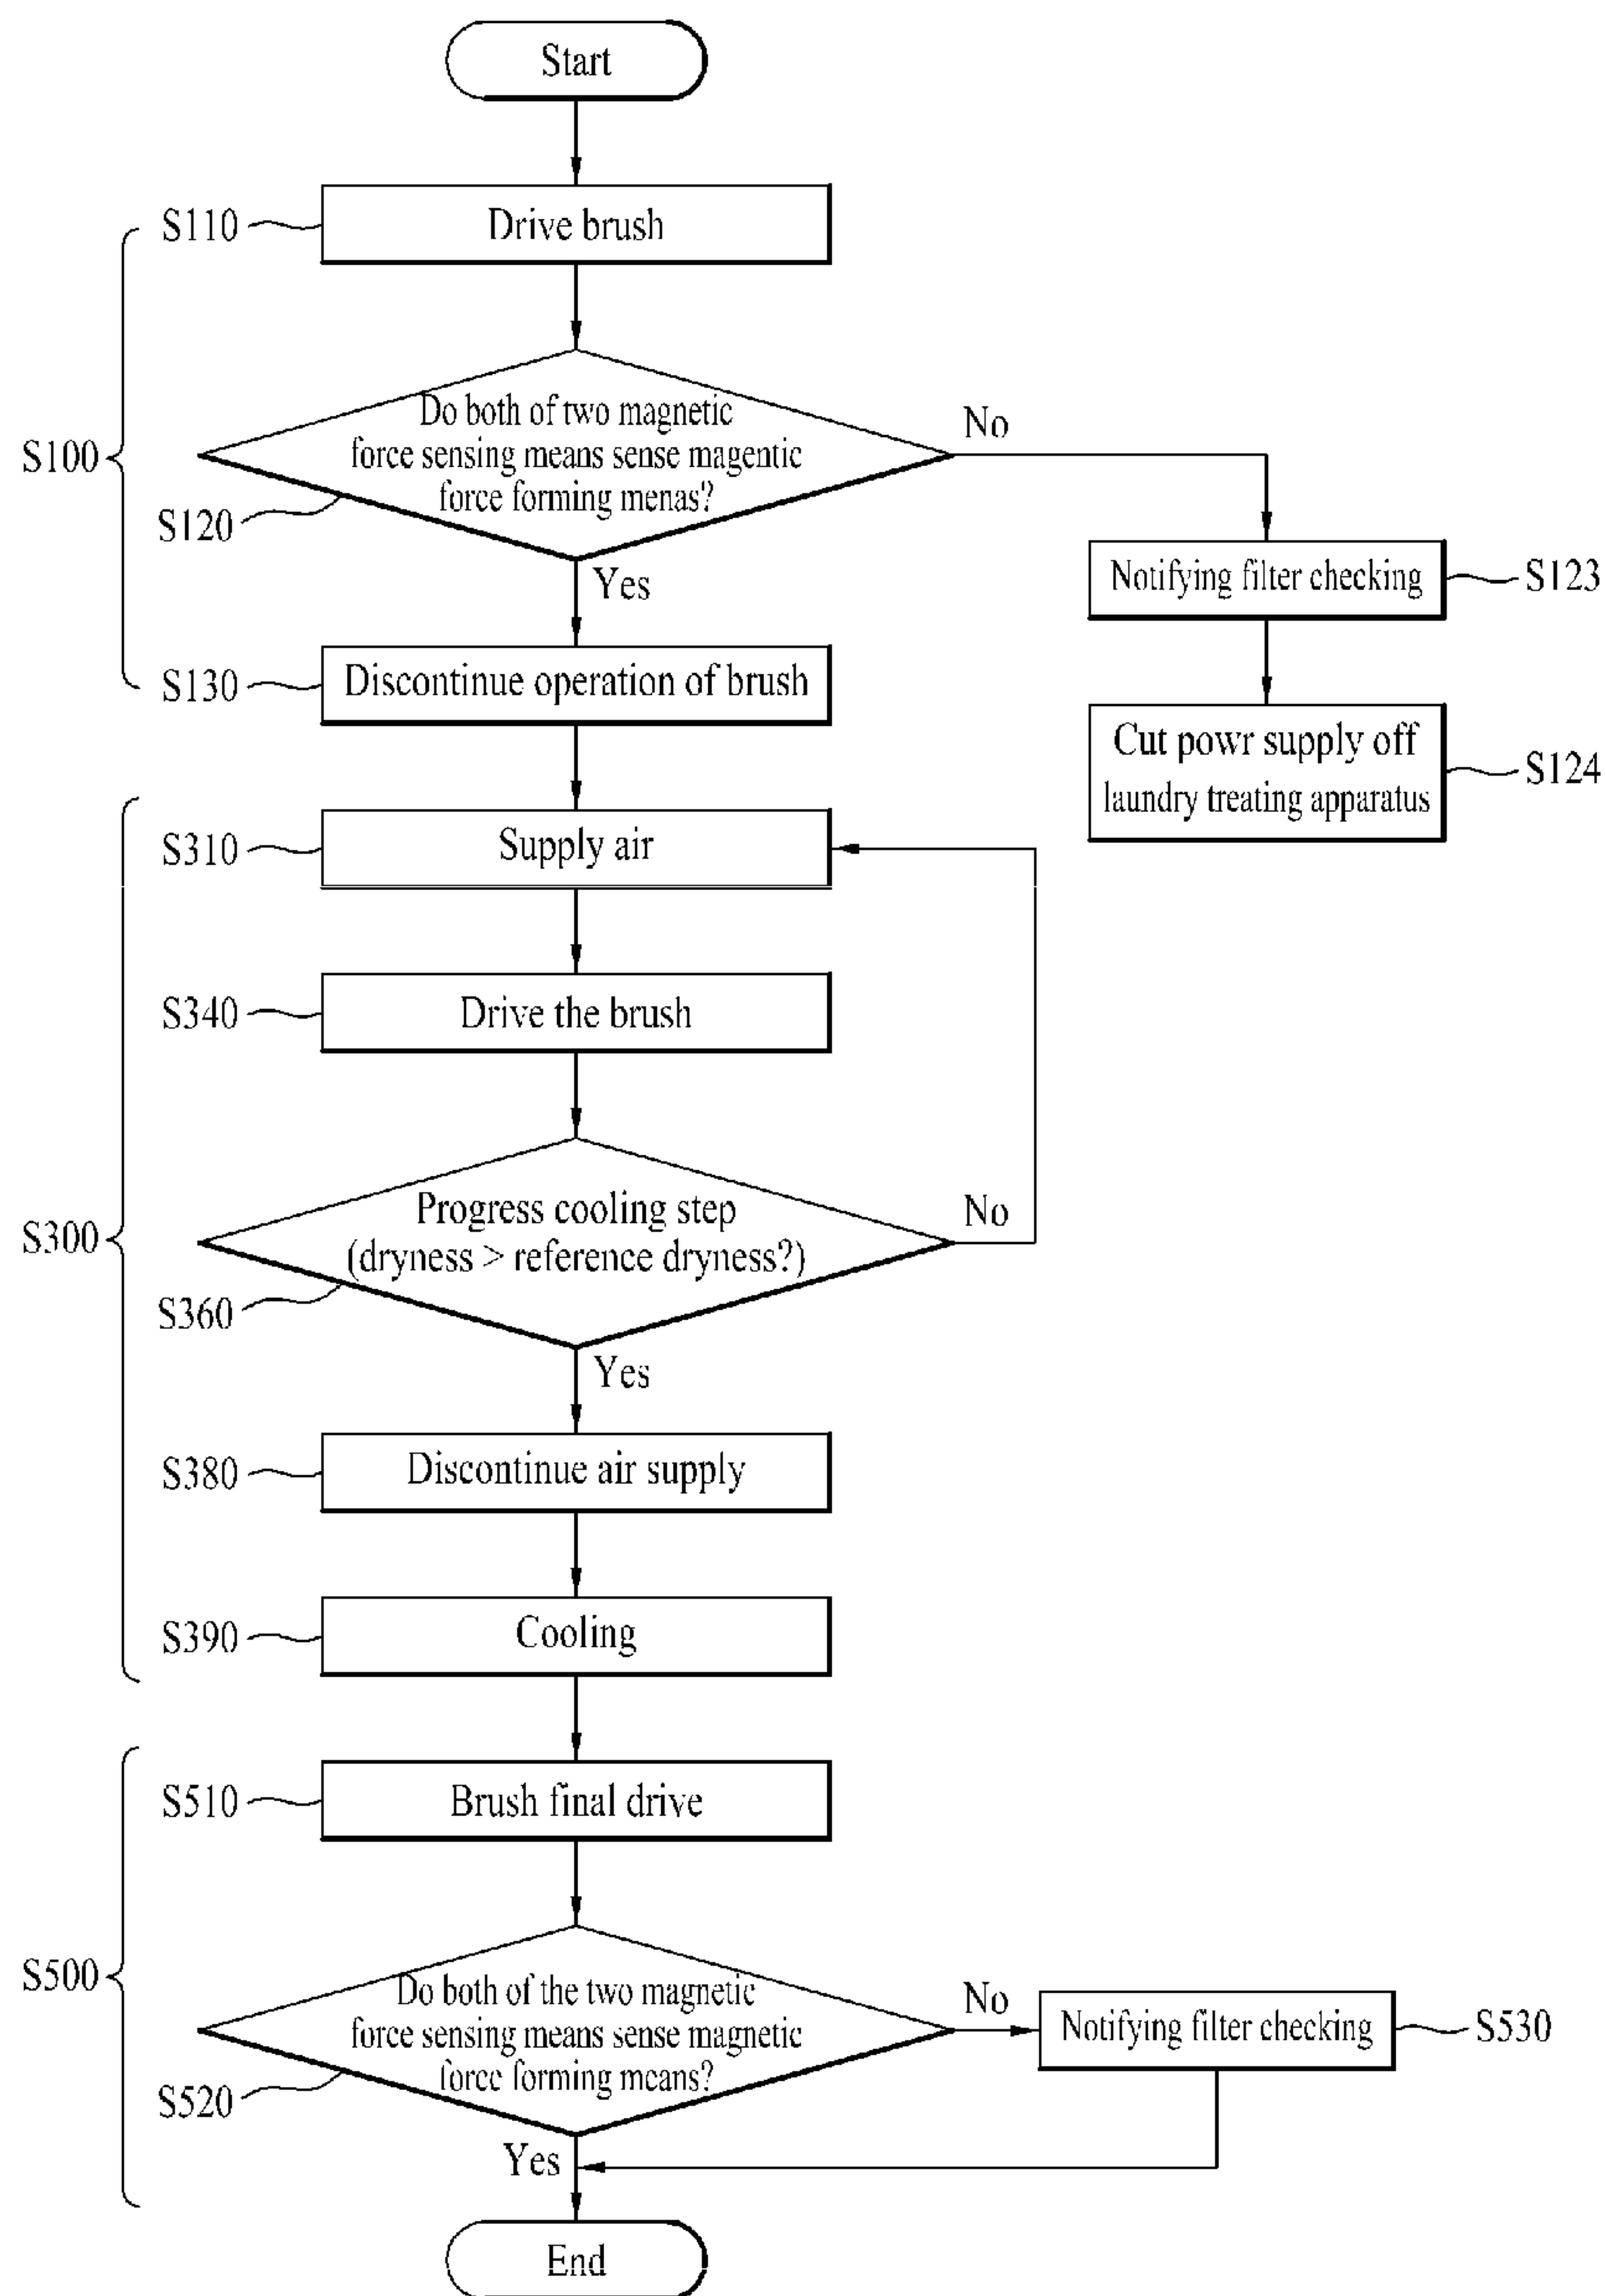 Start
S110
Drive brush
S100
Do both of two magnetic
force sensing means sense magentic
force forming menas?
No
S120
Yes
Notifying filter checking
S123
S130
Discontinue operation of brush
Cut powr supply off
laundry treating apparatus
S124
S310
Supply air
S340
Drive the brush
S300
Progress cooling step
(dryness > reference dryness?)
No
S360
Yes
S380
Discontinue air supply
S390
Cooling
S510
Brush final drive
S500
Do both of the two magnetic
force sensing means sense magnetic
force forming means?
No
Notifying filter checking
S530
S520
Yes
End